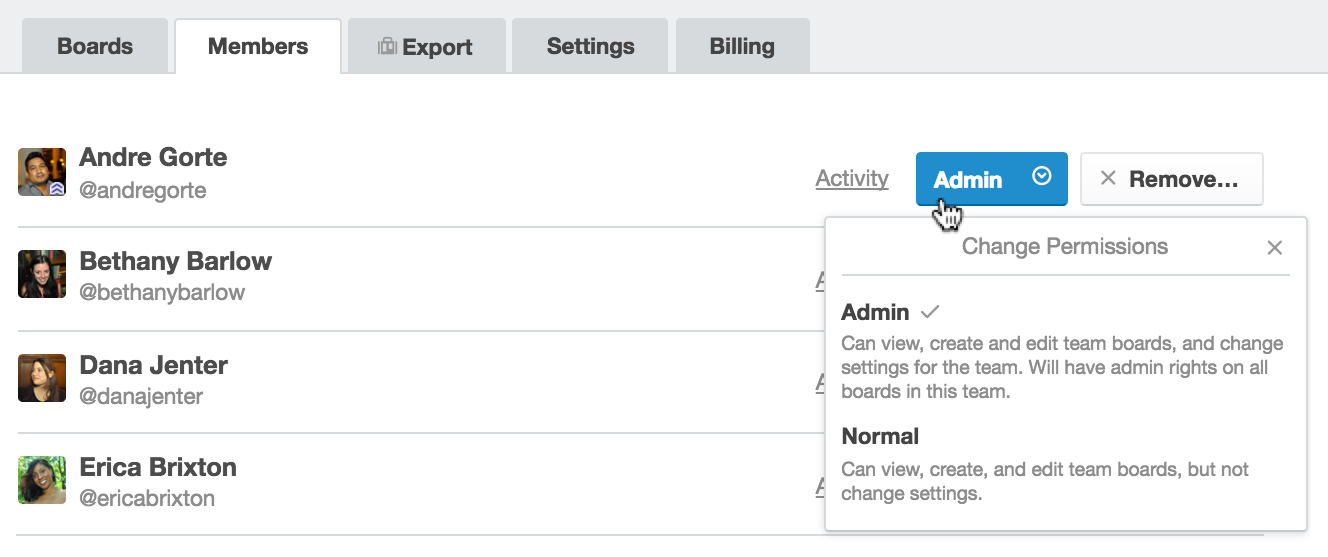 Boards Members Export Settings Billing
Andre Gorte
@andregorte
Activity Admin Remove...
Bethany Barlow
@bethanybarlow
Dana Jenter
@danajenter
Erica Brixton
@ericabrixton
Change Permissions
Admin
Can view, create and edit team boards, and change
settings for the team. Will have admin rights on all
boards in this team.
Normal
Can view, create, and edit team boards, but not
change settings.